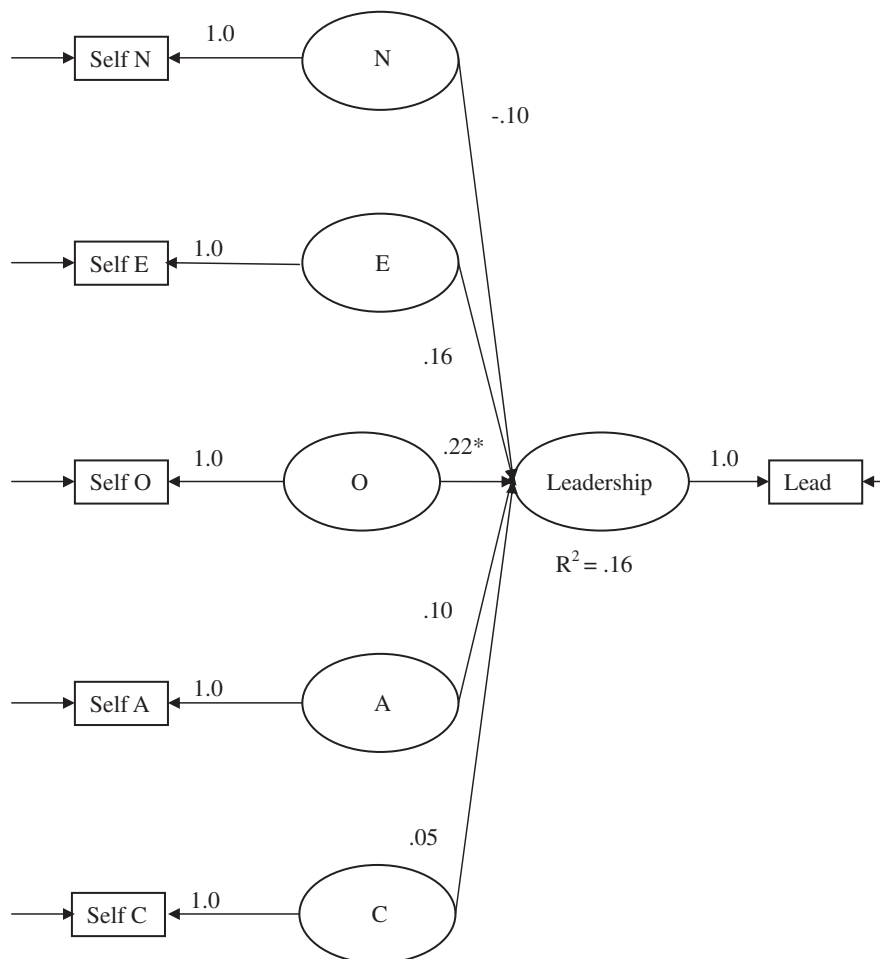 1.0
Self N
N
-.10
1.0
Self E
E
.16
1.0
Self O
O
.22*
Leadership
1.0
Lead
R² = .16
.10
1.0
Self A
A
.05
1.0
Self C
C